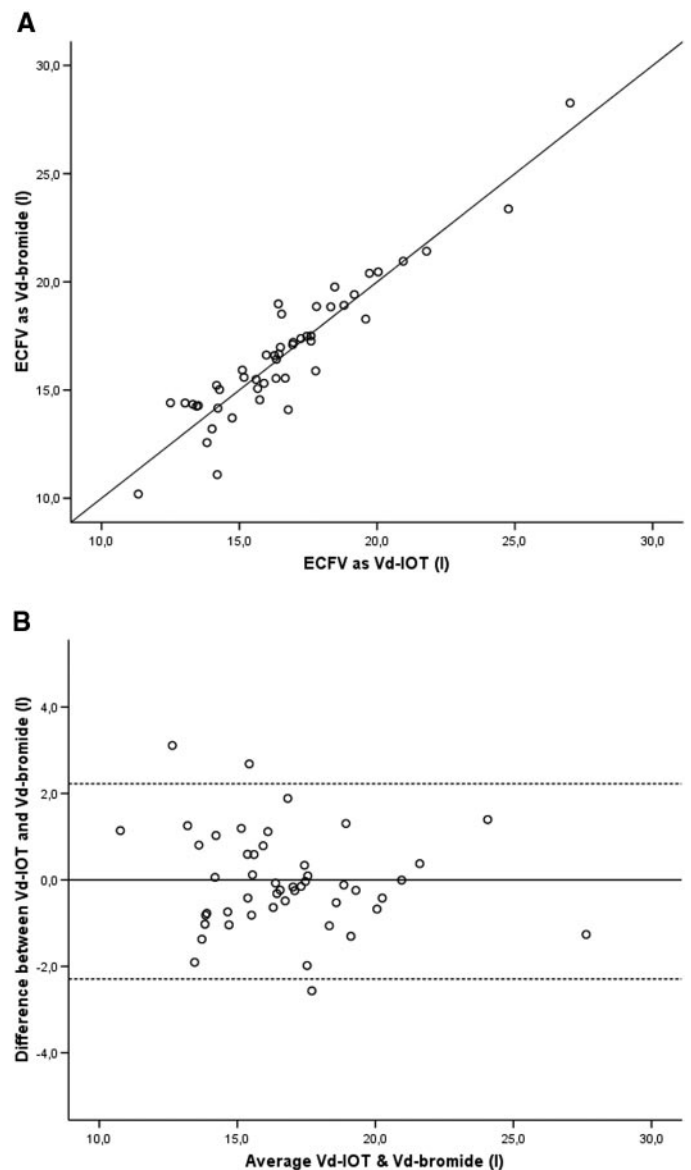 A
30,0
25,0
20,0
15,0
10,0
ECFV as Vd-bromide (l)
10,0 15,0 20,0 25,0 30,0
ECFV as Vd-IOT (l)
B
4,0
2,0
0,0
-2,0
-4,0
Difference between Vd-IOT and Vd-bromide (l)
10,0 15,0 20,0 25,0 30,0
Average Vd-IOT & Vd-bromide (l)